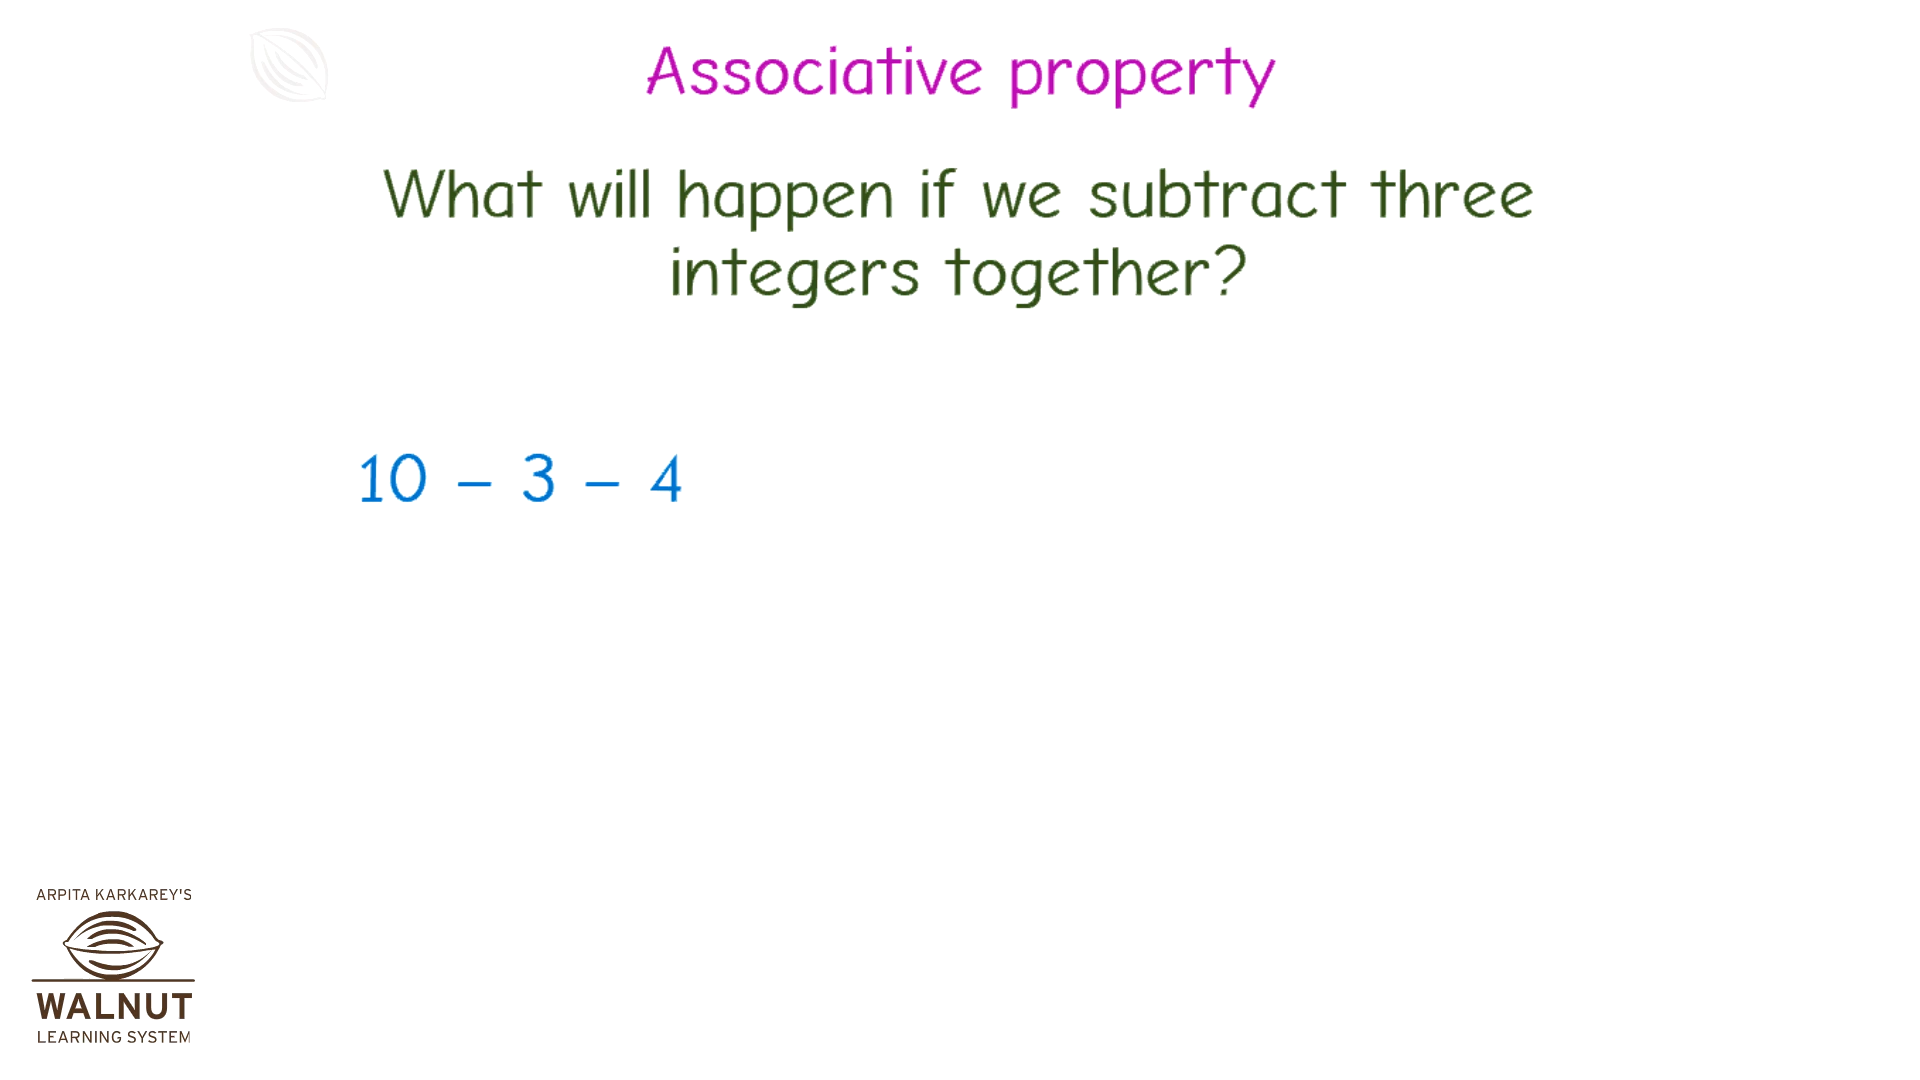 Associative property
What will happen if we subtract three
integers together?
10 – 3 – 4
ARPITA KARKAREY'S
WALNUT
LEARNING SYSTEM